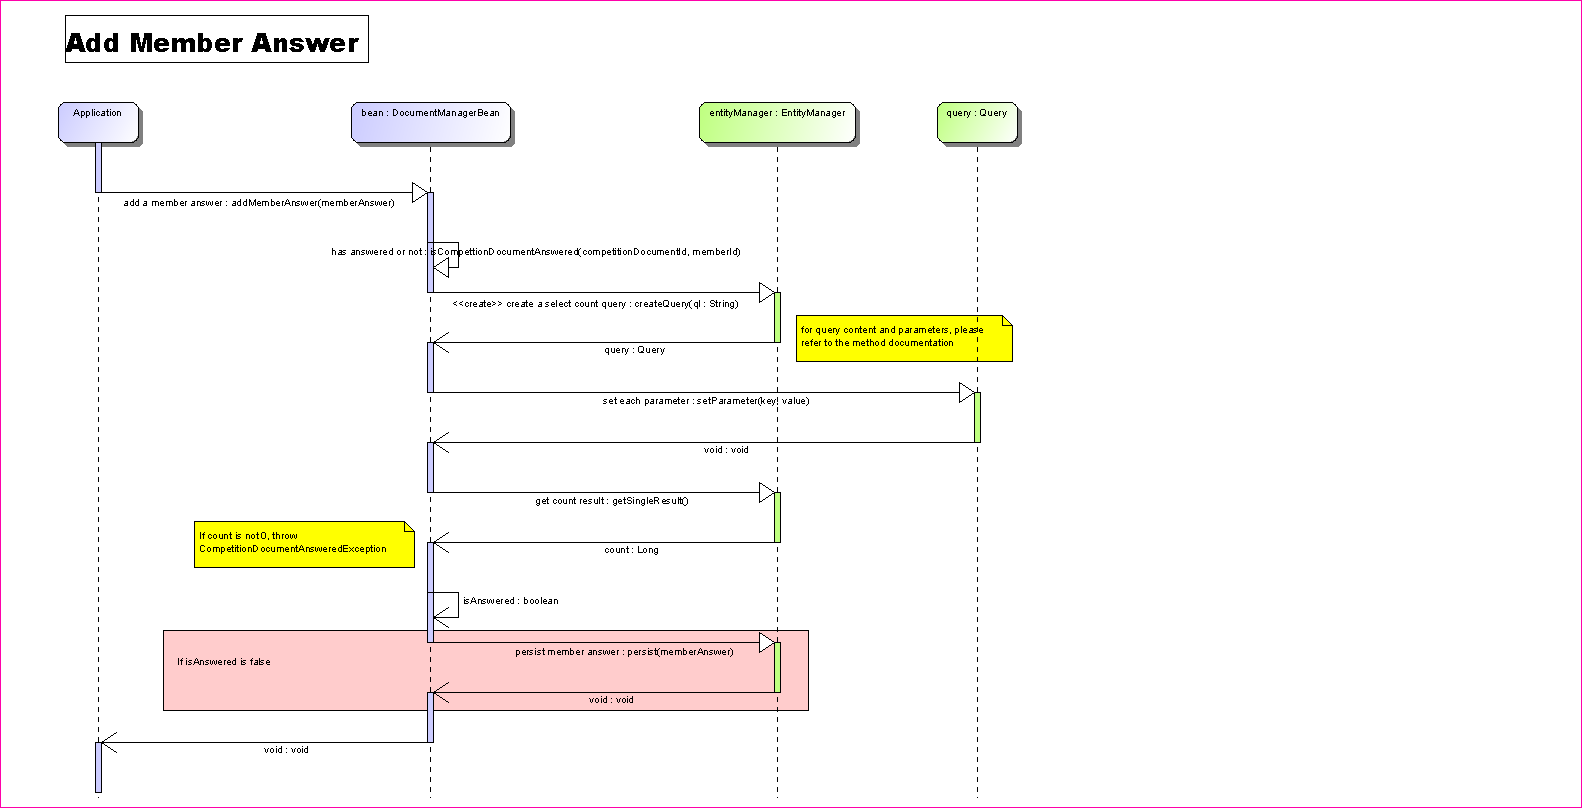 Add Member Answer
Application
bean : DocumentManagerBean
entityManager : EntityManager
query : Query
add a member answer : addMemberAnswer(memberAnswer)
has answered or not : isCompettionDocumentAnswered(competitionDocumentId, memberId)
<<create>> create a select count query : createQuery(ql : String)
for query content and parameters, please
refer to the method documentation
query : Query
set each parameter : setParameter(key, value)
void : void
get count result : getSingleResult()
If count is not 0, throw
CompetitionDocumentAnsweredException
count : Long
isAnswered : boolean
persist member answer : persist(memberAnswer)
If isAnswered is false
void : void
void : void